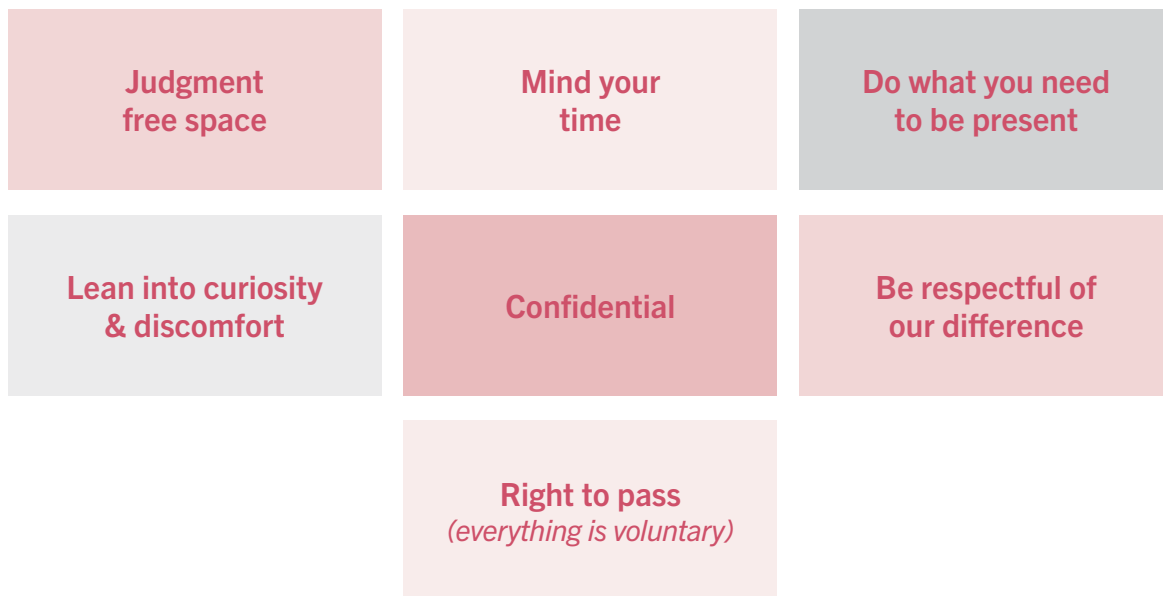 Judgment
free space
Mind your
time
Do what you need
to be present
Lean into curiosity
& discomfort
Confidential
Be respectful of
our difference
Right to pass
(everything is voluntary)